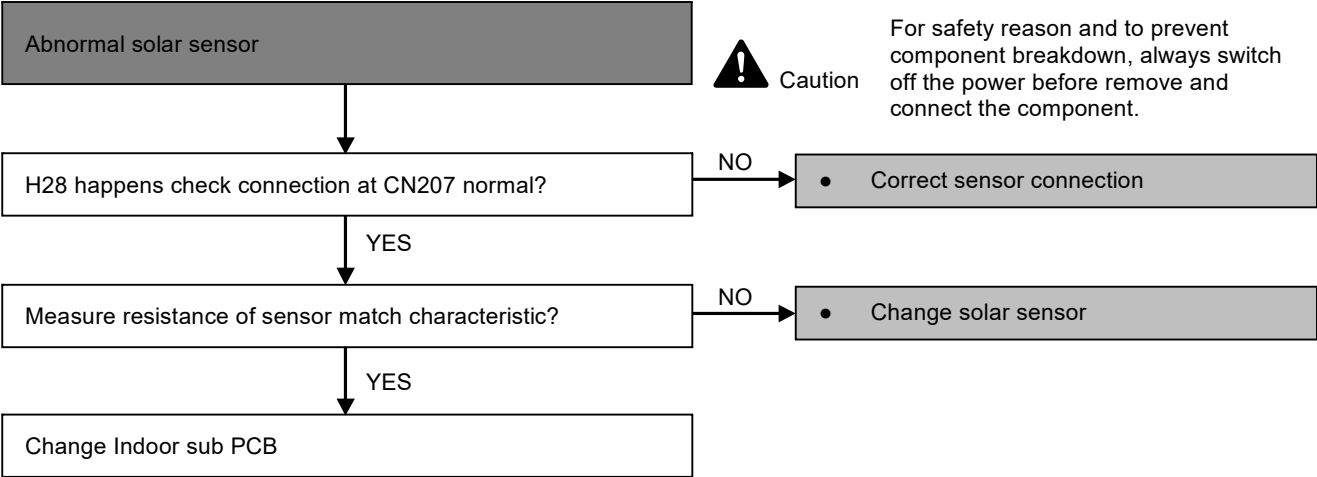 Abnormal solar sensor
Caution
For safety reason and to prevent
component breakdown, always switch
off the power before remove and
connect the component.
H28 happens check connection at CN207 normal?
NO
● Correct sensor connection
YES
Measure resistance of sensor match characteristic?
NO
● Change solar sensor
YES
Change Indoor sub PCB